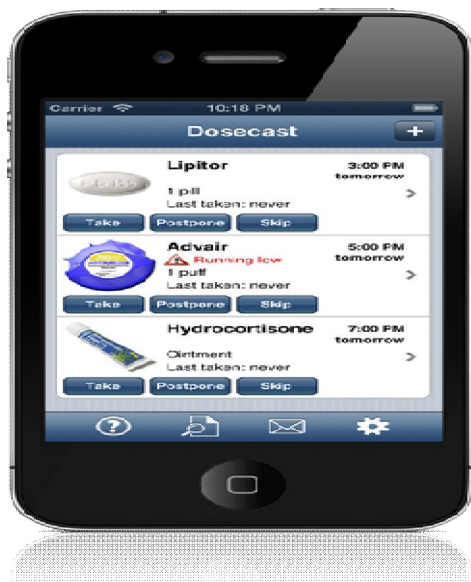 Carrier 10:18 PM
Dosecast +
Lipitor 3:00 PM
tomorrow
1 pill
Last taken: never
Take Postpone Skip
Advair 5:00 PM
Running low tomorrow
1 puff
Last taken: never
Take Postpone Skip
Hydrocortisone 7:00 PM
tomorrow
Ointment
Last taken: never
Take Postpone Skip